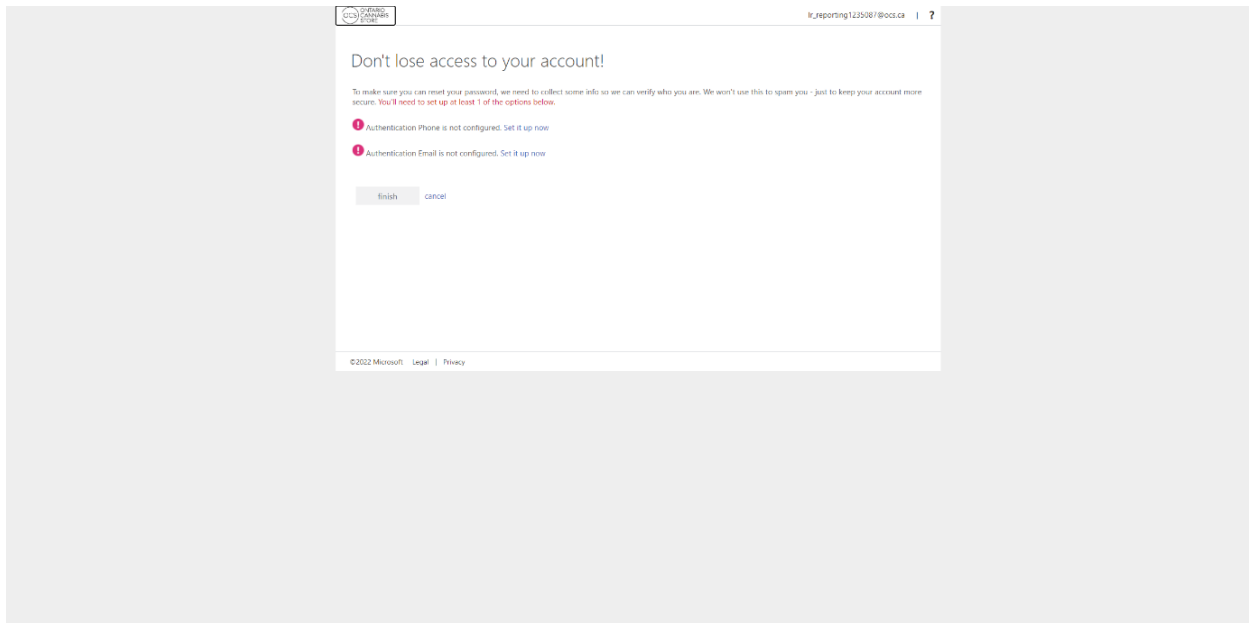 OCS ONTARIO
CANNABIS
STORE
lr_reporting1235087@ocs.ca | ?
Don't lose access to your account!
To make sure you can reset your password, we need to collect some info so we can verify who you are. We won't use this to spam you - just to keep your account more
secure. You'll need to set up at least 1 of the options below.
! Authentication Phone is not configured. Set it up now
! Authentication Email is not configured. Set it up now
finish cancel
©2022 Microsoft Legal | Privacy